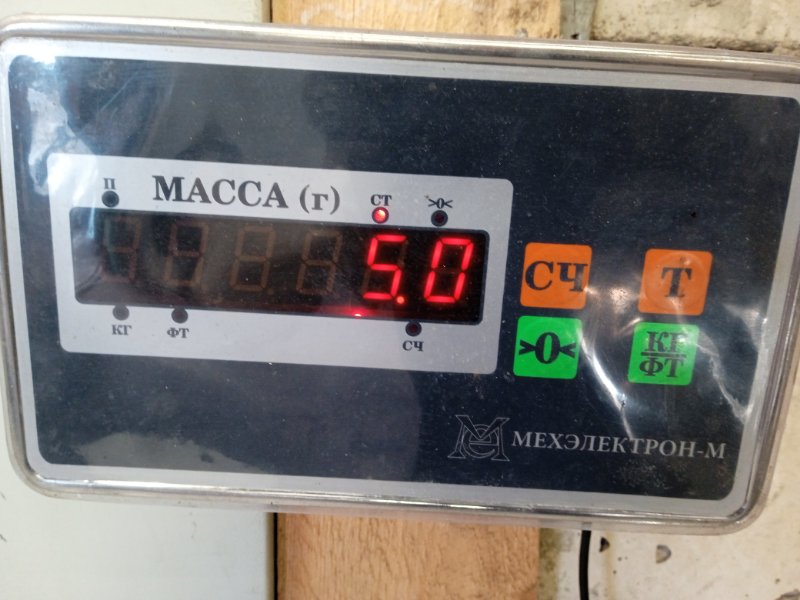 П МАССА (г) СТ >0<
5.0
КГ ФТ СЧ
СЧ Т
>0< КГ/ФТ
МЕХЭЛЕКТРОН-М